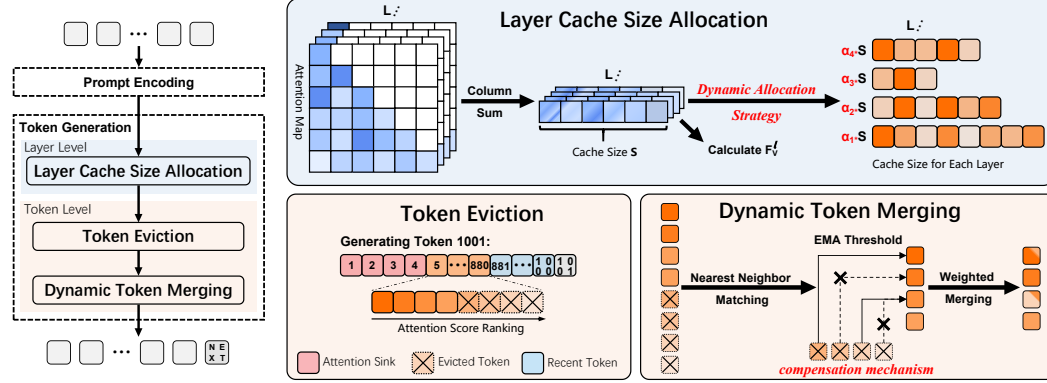 Prompt Encoding
Token Generation
Layer Level
Layer Cache Size Allocation
Token Level
Token Eviction
Dynamic Token Merging
N E
X T
Layer Cache Size Allocation
L
Attention Map
Column
Sum
L
Cache Size S
Dynamic Allocation
Strategy
Calculate F_v^l
L
α4*S
α3*S
α2*S
α1*S
Cache Size for Each Layer
Token Eviction
Generating Token 1001:
1 2 3 4 5 ••• 880 881 ••• 1000 1001
Attention Score Ranking
Attention Sink
Evicted Token
Recent Token
Dynamic Token Merging
EMA Threshold
Nearest Neighbor
Matching
Weighted
Merging
compensation mechanism